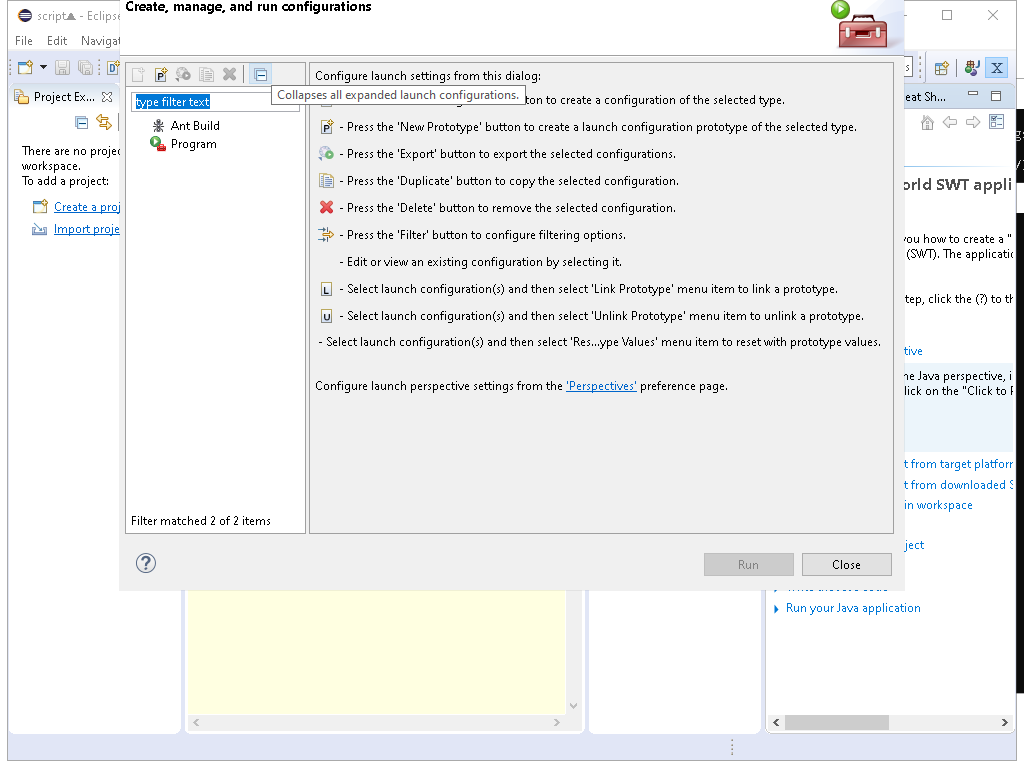 Create, manage, and run configurations
script - Eclipse
File Edit Navigat
Project Ex...
There are no projec
workspace.
To add a project:
Create a proj
Import proje
type filter text
Ant Build
Program
Filter matched 2 of 2 items
Configure launch settings from this dialog:
Collapses all expanded launch configurations.
ton to create a configuration of the selected type.
- Press the 'New Prototype' button to create a launch configuration prototype of the selected type.
- Press the 'Export' button to export the selected configurations.
- Press the 'Duplicate' button to copy the selected configuration.
- Press the 'Delete' button to remove the selected configuration.
- Press the 'Filter' button to configure filtering options.
- Edit or view an existing configuration by selecting it.
L - Select launch configuration(s) and then select 'Link Prototype' menu item to link a prototype.
U - Select launch configuration(s) and then select 'Unlink Prototype' menu item to unlink a prototype.
- Select launch configuration(s) and then select 'Res...ype Values' menu item to reset with prototype values.
Configure launch perspective settings from the 'Perspectives' preference page.
Run Close
eat Sh...
orld SWT appli
you how to create a "
(SWT). The applicatio
tep, click the (?) to th
tive
ne Java perspective, i
lick on the "Click to P
t from target platform
t from downloaded S
in workspace
ject
Run your Java application